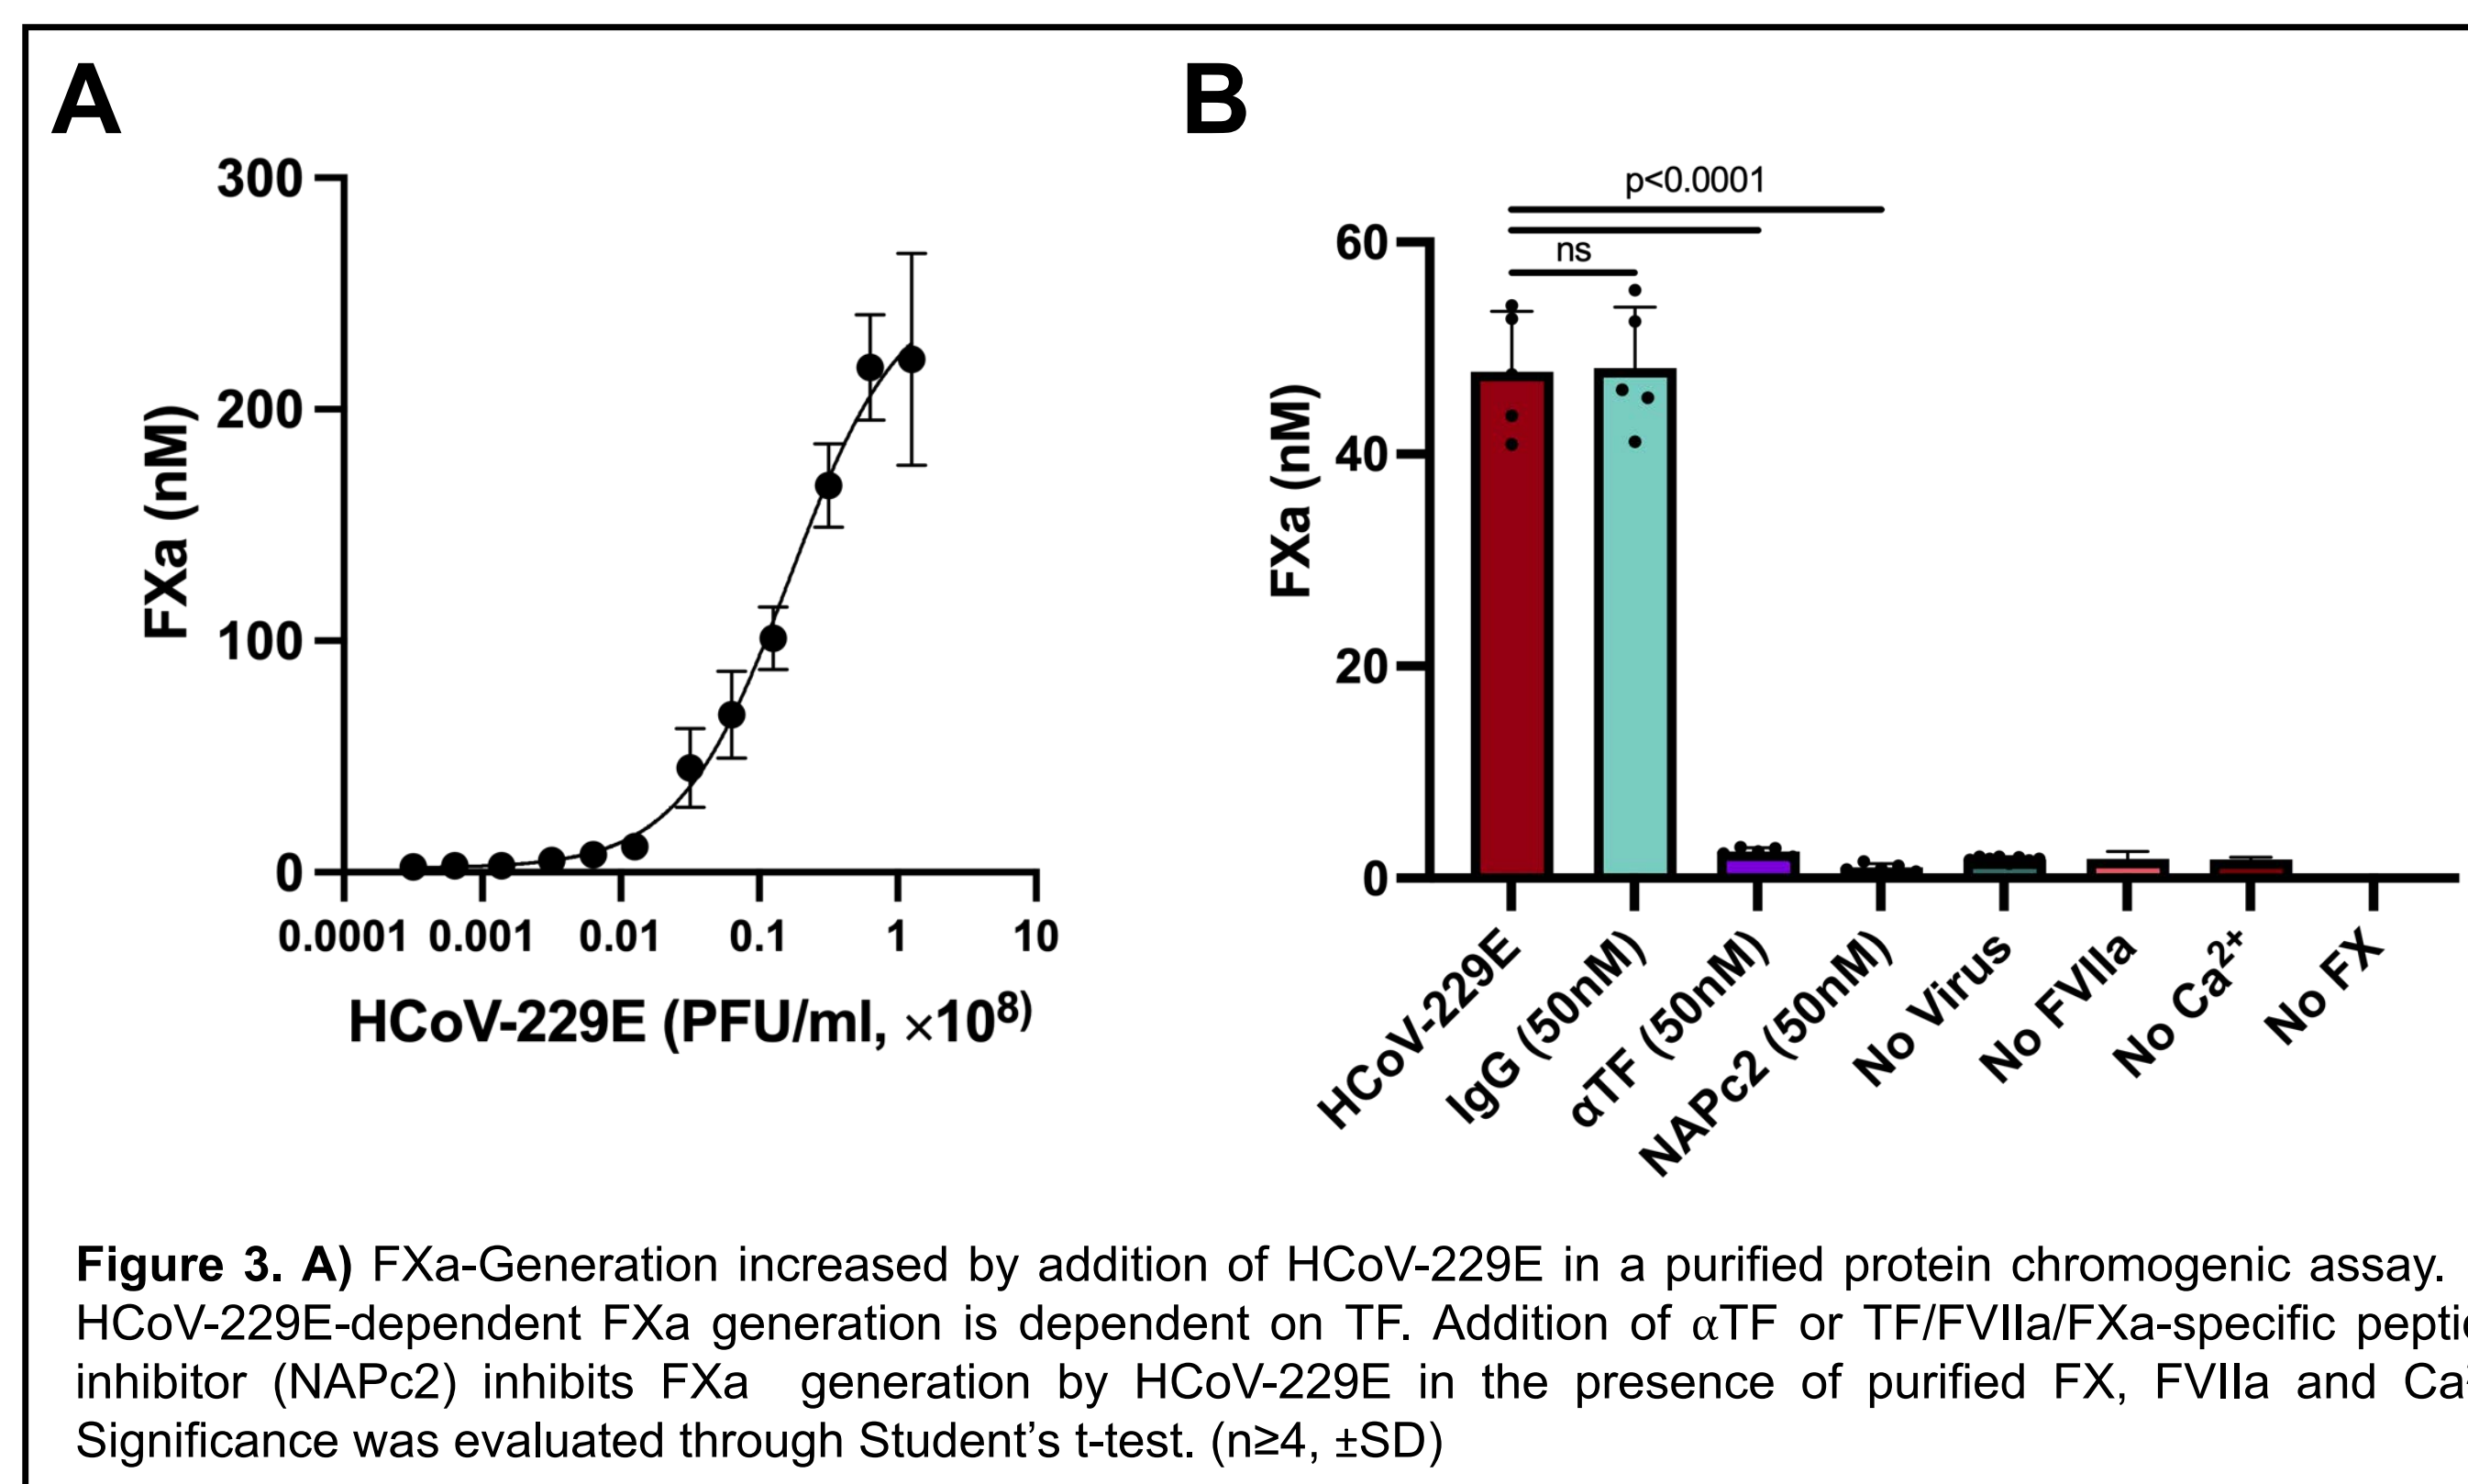 A
B
300
200
100
0
FXa (nM)
0.0001 0.001 0.01 0.1 1 10
HCoV-229E (PFU/ml, ×10⁸)
p<0.0001
ns
60
40
20
0
FXa (nM)
HCoV-229E
IgG (50nM)
αTF (50nM)
NAPc2 (50nM)
No Virus
No FVIIa
No Ca²⁺
No FX
Figure 3. A) FXa-Generation increased by addition of HCoV-229E in a purified protein chromogenic assay.
HCoV-229E-dependent FXa generation is dependent on TF. Addition of αTF or TF/FVIIa/FXa-specific
inhibitor (NAPc2) inhibits FXa generation by HCoV-229E in the presence of purified FX, FVIIa and
Significance was evaluated through Student's t-test. (n≥4, ±SD)